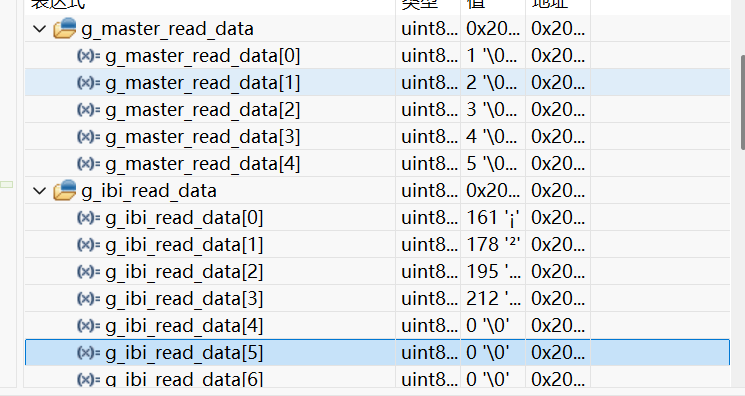 表达式 类型 值 地址
g_master_read_data uint8... 0x20... 0x20...
(x)= g_master_read_data[0] uint8... 1 '\0... 0x20...
(x)= g_master_read_data[1] uint8... 2 '\0... 0x20...
(x)= g_master_read_data[2] uint8... 3 '\0... 0x20...
(x)= g_master_read_data[3] uint8... 4 '\0... 0x20...
(x)= g_master_read_data[4] uint8... 5 '\0... 0x20...
g_ibi_read_data uint8... 0x20... 0x20...
(x)= g_ibi_read_data[0] uint8... 161 '¡' 0x20...
(x)= g_ibi_read_data[1] uint8... 178 '²' 0x20...
(x)= g_ibi_read_data[2] uint8... 195 '... 0x20...
(x)= g_ibi_read_data[3] uint8... 212 '... 0x20...
(x)= g_ibi_read_data[4] uint8... 0 '\0' 0x20...
(x)= g_ibi_read_data[5] uint8... 0 '\0' 0x20...
(x)= g_ibi_read_data[6] uint8... 0 '\0' 0x20...